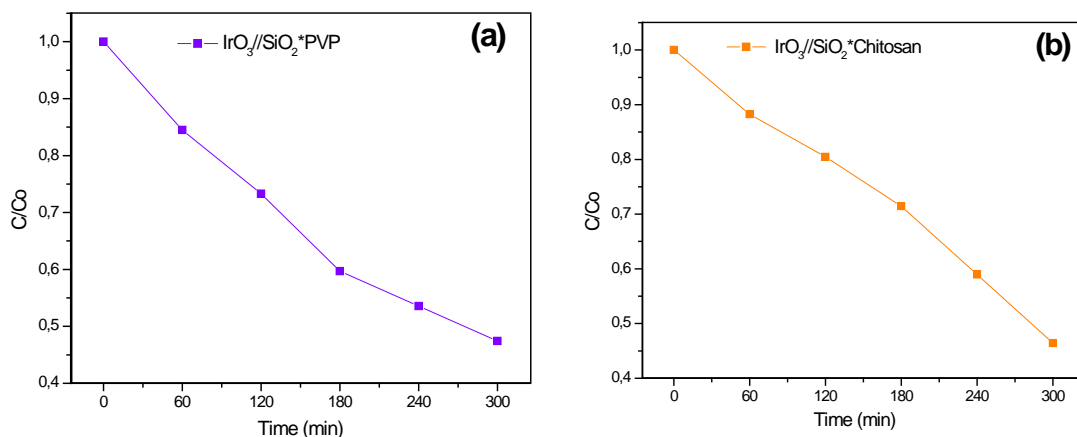 (a)
IrO₃//SiO₂*PVP
1,0
0,9
0,8
0,7
0,6
0,5
0,4
C/Co
0 60 120 180 240 300
Time (min)
(b)
IrO₃//SiO₂*Chitosan
1,0
0,9
0,8
0,7
0,6
0,5
0,4
C/Co
0 60 120 180 240 300
Time (min)